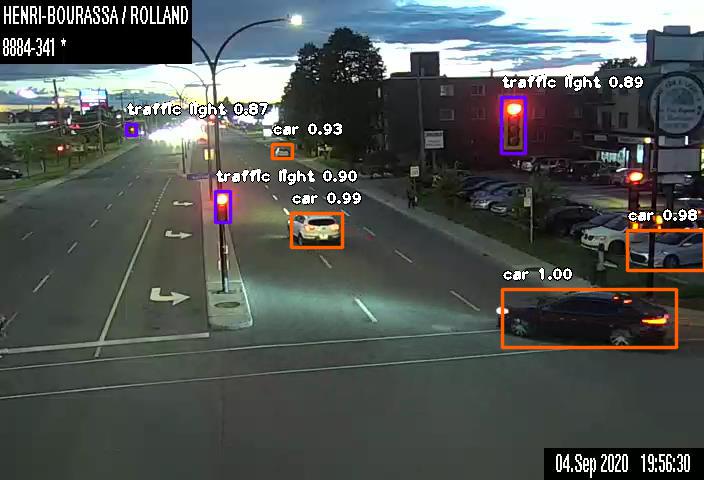 HENRI-BOURASSA / ROLLAND
8884-341 *
traffic light 0.89
traffic light 0.87
car 0.93
traffic light 0.90
car 0.99
car 0.98
car 1.00
04.Sep 2020 19:56:30